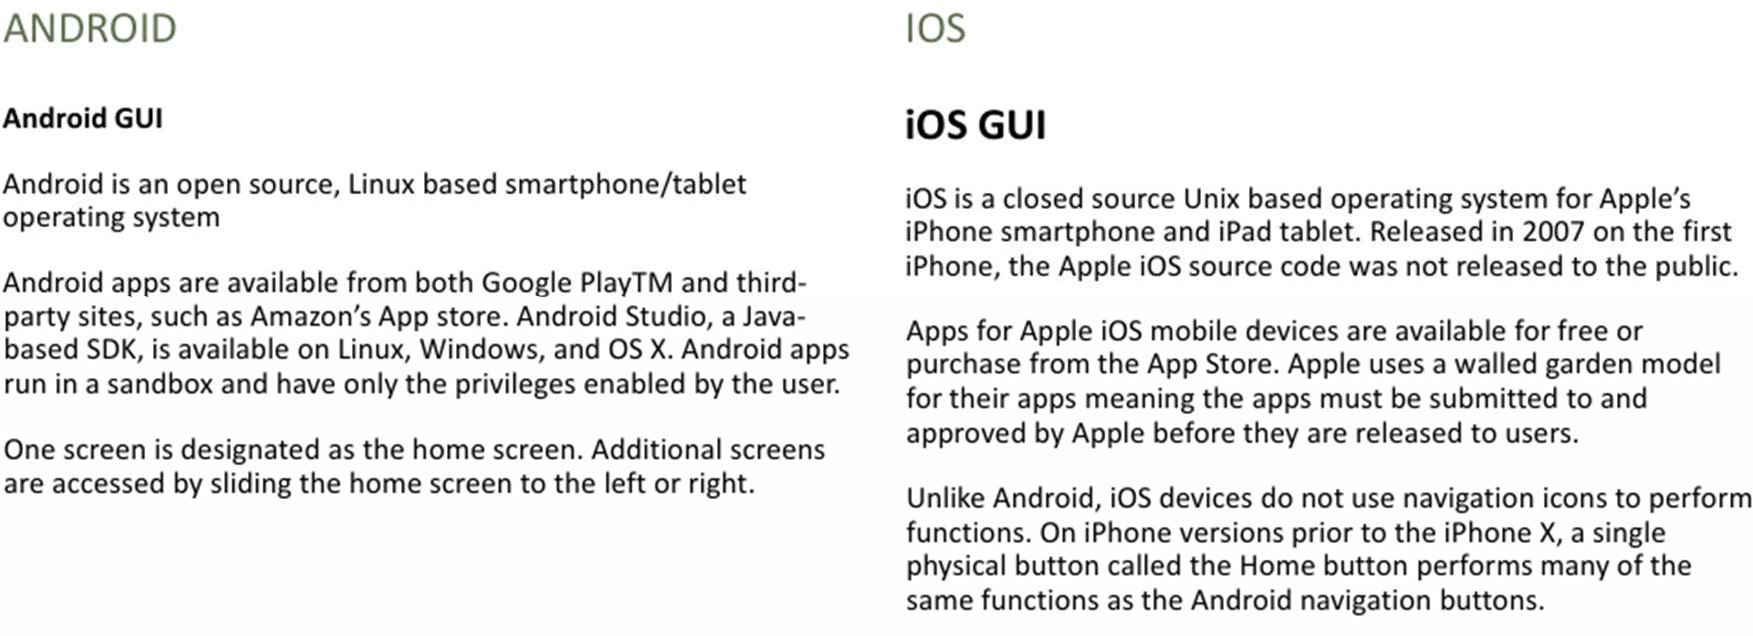 ANDROID
Android GUI
Android is an open source, Linux based smartphone/tablet
operating system
Android apps are available from both Google PlayTM and third-
party sites, such as Amazon’s App store. Android Studio, a Java-
based SDK, is available on Linux, Windows, and OS X. Android apps
run in a sandbox and have only the privileges enabled by the user.
One screen is designated as the home screen. Additional screens
are accessed by sliding the home screen to the left or right.
IOS
iOS GUI
iOS is a closed source Unix based operating system for Apple’s
iPhone smartphone and iPad tablet. Released in 2007 on the first
iPhone, the Apple iOS source code was not released to the public.
Apps for Apple iOS mobile devices are available for free or
purchase from the App Store. Apple uses a walled garden model
for their apps meaning the apps must be submitted to and
approved by Apple before they are released to users.
Unlike Android, iOS devices do not use navigation icons to perform
functions. On iPhone versions prior to the iPhone X, a single
physical button called the Home button performs many of the
same functions as the Android navigation buttons.